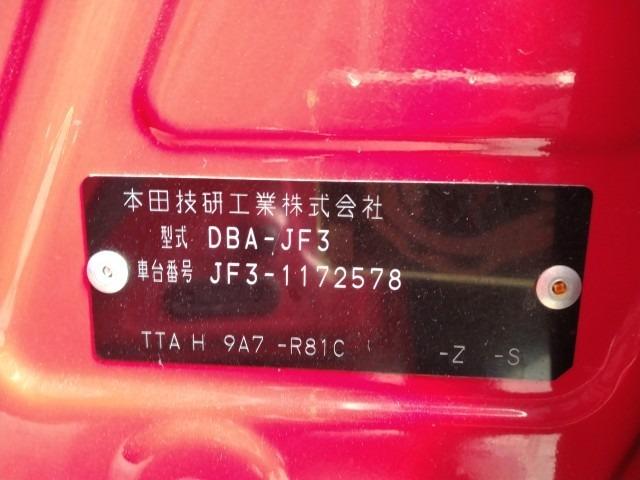 本田技研工業株式会社
型式 DBA-JF3
車台番号 JF3-1172578
TTA H 9A7 -R81C -Z -S